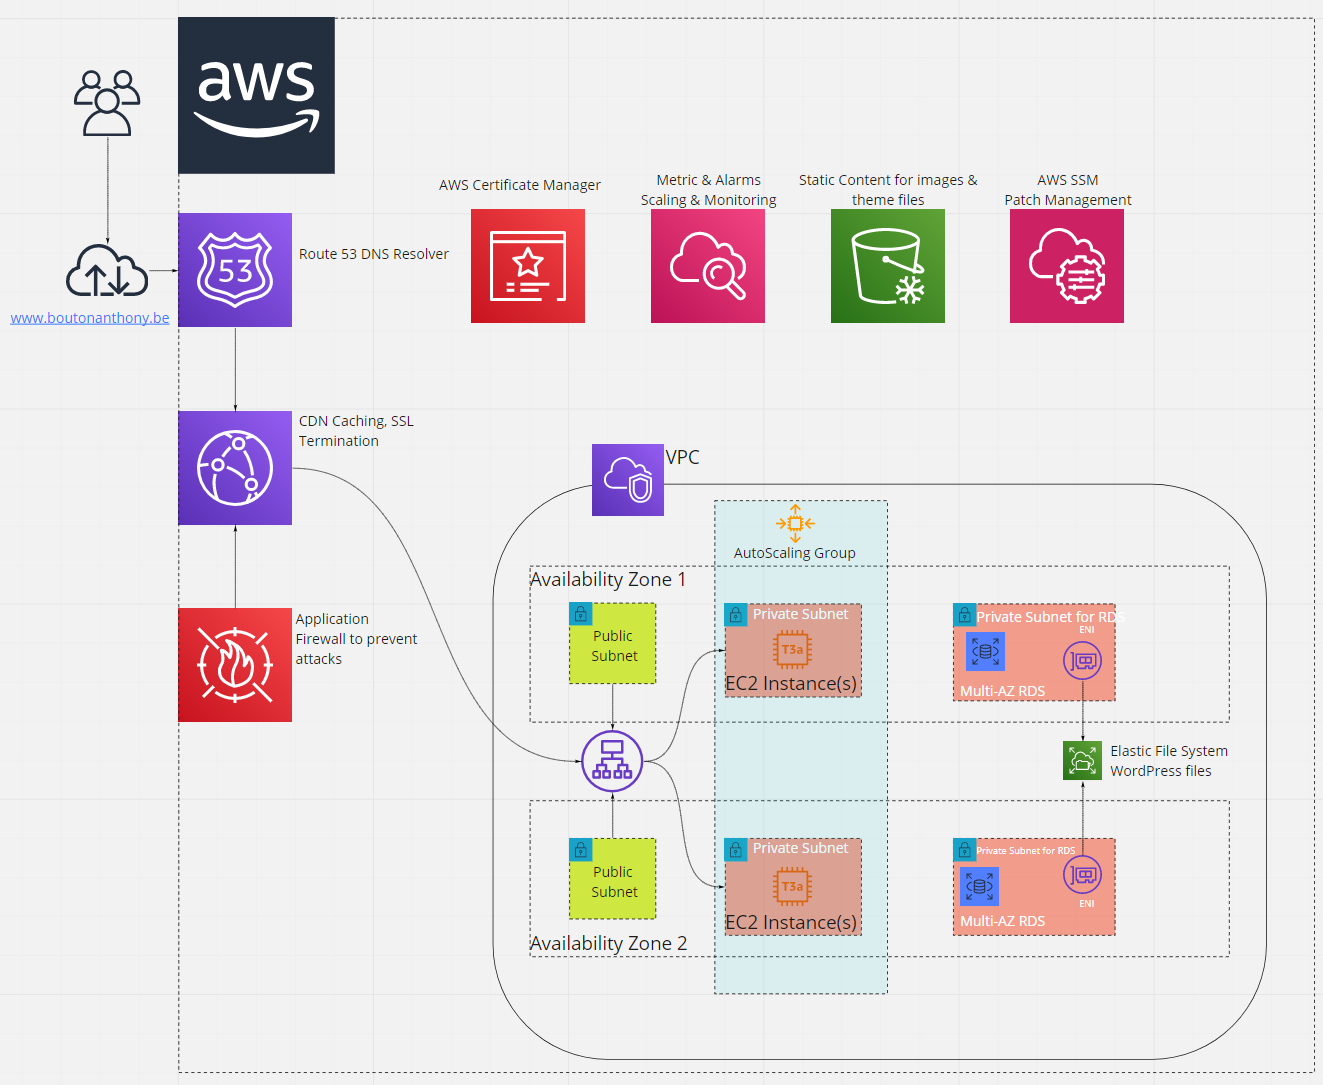 aws
AWS Certificate Manager
Metric & Alarms
Scaling & Monitoring
Static Content for images &
theme files
AWS SSM
Patch Management
53
Route 53 DNS Resolver
www.boutonanthony.be
CDN Caching, SSL
Termination
VPC
AutoScaling Group
Availability Zone 1
Public
Subnet
Private Subnet
T3a
EC2 Instance(s)
Private Subnet for RDS
ENI
Multi-AZ RDS
Application
Firewall to prevent
attacks
Elastic File System
WordPress files
Public
Subnet
Private Subnet
T3a
EC2 Instance(s)
Private Subnet for RDS
ENI
Multi-AZ RDS
Availability Zone 2